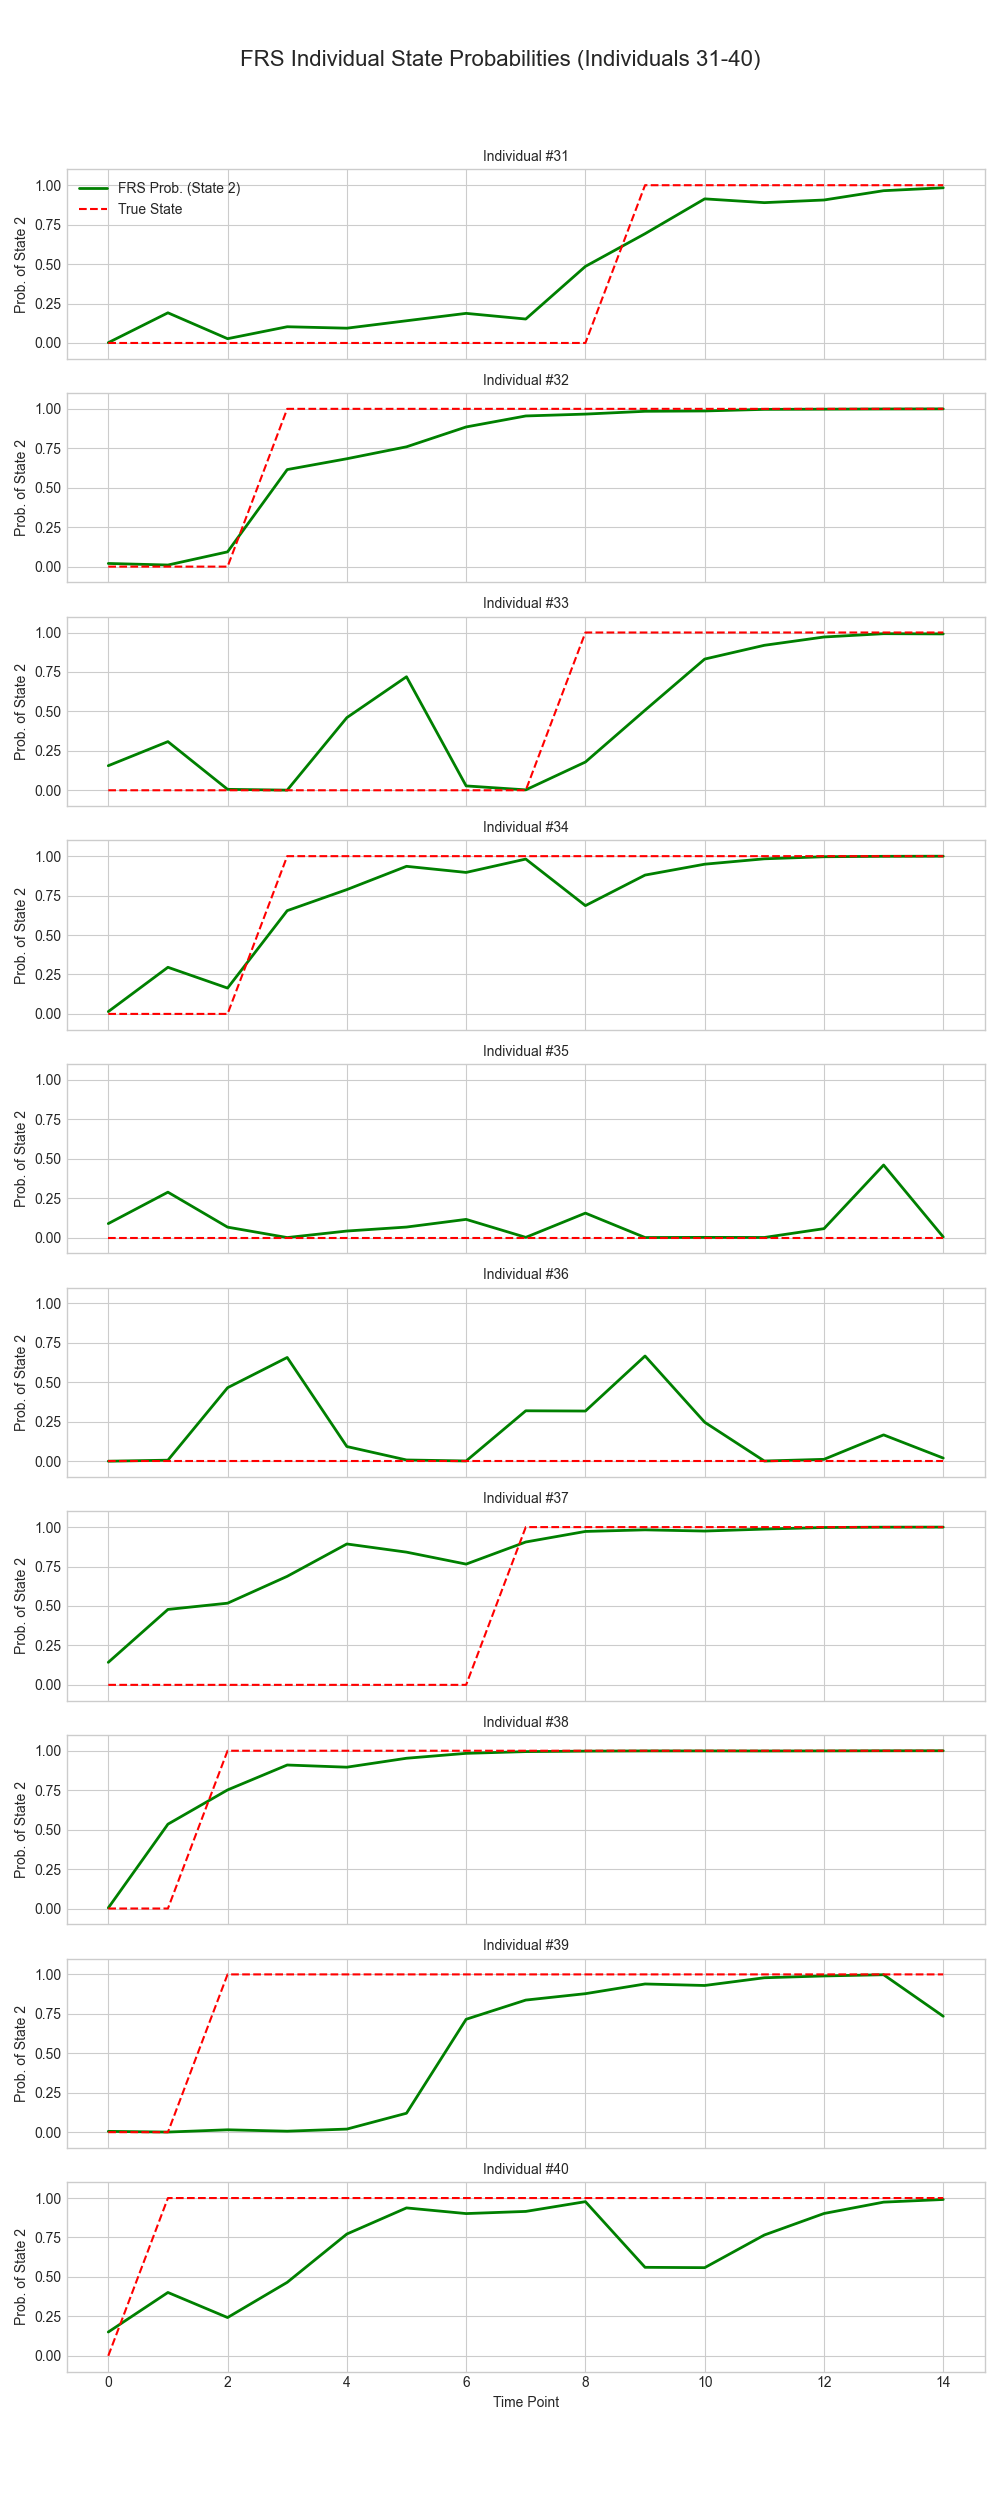 FRS Individual State Probabilities (Individuals 31-40)
Individual #31
FRS Prob. (State 2)
True State
1.00
0.75
0.50
0.25
0.00
Prob. of State 2
Individual #32
1.00
0.75
0.50
0.25
0.00
Prob. of State 2
Individual #33
1.00
0.75
0.50
0.25
0.00
Prob. of State 2
Individual #34
1.00
0.75
0.50
0.25
0.00
Prob. of State 2
Individual #35
1.00
0.75
0.50
0.25
0.00
Prob. of State 2
Individual #36
1.00
0.75
0.50
0.25
0.00
Prob. of State 2
Individual #37
1.00
0.75
0.50
0.25
0.00
Prob. of State 2
Individual #38
1.00
0.75
0.50
0.25
0.00
Prob. of State 2
Individual #39
1.00
0.75
0.50
0.25
0.00
Prob. of State 2
Individual #40
1.00
0.75
0.50
0.25
0.00
Prob. of State 2
0 2 4 6 8 10 12 14
Time Point